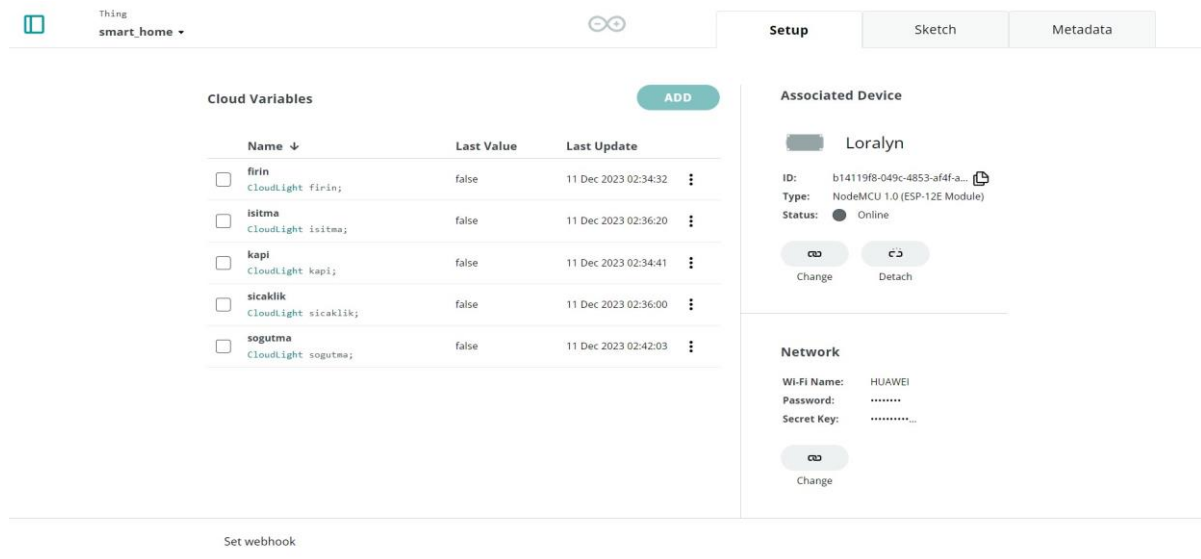 Thing
smart_home
Setup
Sketch
Metadata
Cloud Variables
ADD
Name ↓ Last Value Last Update
firin
CloudLight firin;
false 11 Dec 2023 02:34:32
isitma
CloudLight isitma;
false 11 Dec 2023 02:36:20
kapi
CloudLight kapi;
false 11 Dec 2023 02:34:41
sicaklik
CloudLight sicaklik;
false 11 Dec 2023 02:36:00
sogutma
CloudLight sogutma;
false 11 Dec 2023 02:42:03
Associated Device
Loralyn
ID: b14119f8-049c-4853-af4f-a...
Type: NodeMCU 1.0 (ESP-12E Module)
Status: Online
Change
Detach
Network
Wi-Fi Name: HUAWEI
Password: ••••••••
Secret Key: ••••••••••...
Change
Set webhook